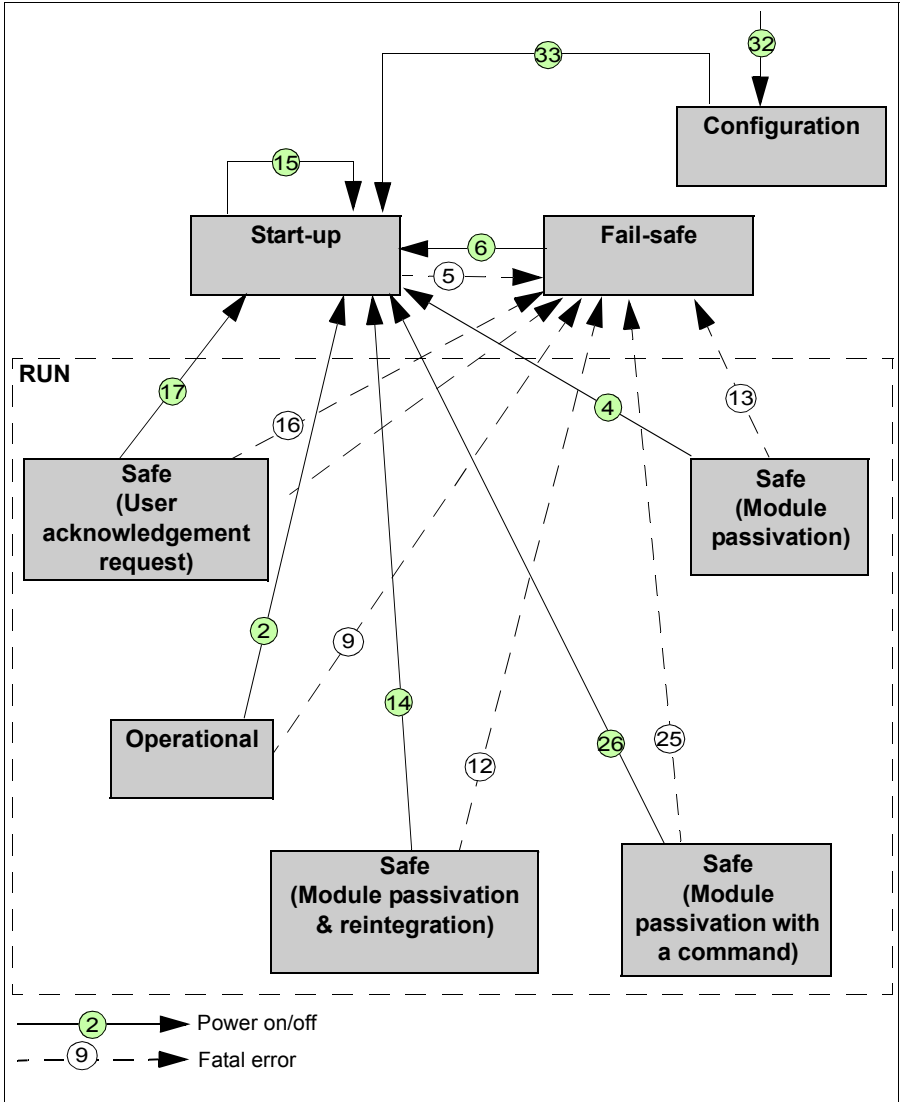 33
32
Configuration
15
Start-up
Fail-safe
6
5
RUN
17
4
13
16
Safe
(User
acknowledgement
request)
Safe
(Module
passivation)
2
9
14
Operational
26
25
12
Safe
(Module passivation
& reintegration)
Safe
(Module
passivation with
a command)
2 Power on/off
9 Fatal error